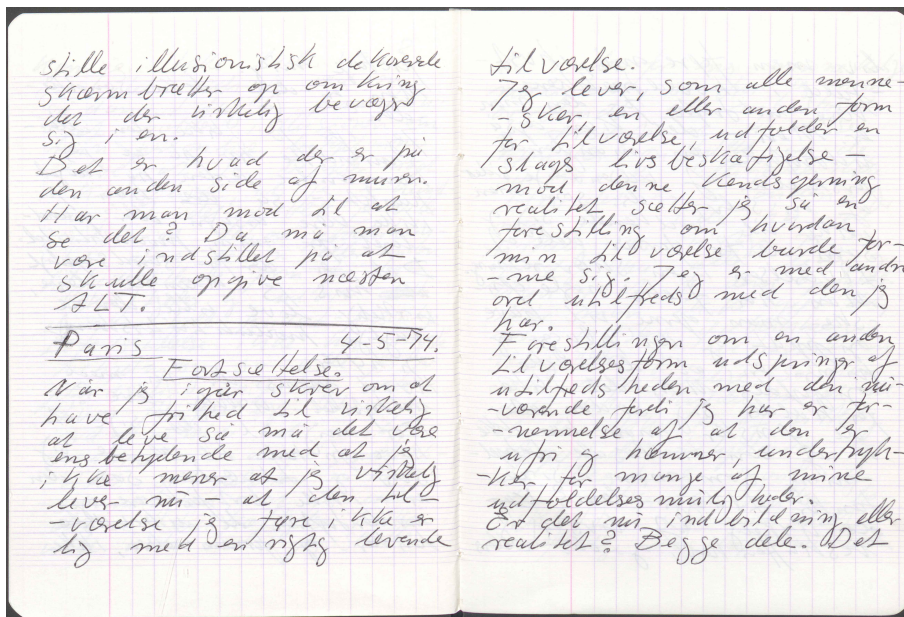 stille illusionistisk dekorerede
skærmbrætter op omkring
det der virkelig bevæger
sig i en.
Det er hvad der er på
den anden side af muren.
Har man mod til at
se det? Da må man
være indstillet på at
skulle opgive næsten
ALT.
Paris 4-5-74.
Fortsættelse.
Når jeg igår skrev om at
have frihed til virkelig
at leve så må det være
ensbetydende med at jeg
ikke mener at jeg virkelig
lever nu – at den til-
-værelse jeg fyre ikke er
lig med en rigtig levende
tilværelse.
Jeg lever, som alle menne-
-sker, en eller anden form
for tilværelse, udfolder en
slags livsbeskæftigelse –
mod denne kendsgerning
realitet sætter jeg så en
forestilling om hvordan
min tilværelse burde for-
-me sig. Jeg er med andre
ord utilfreds med den jeg
har.
Forestillingen om en anden
tilværelsesform udspringer af
utilfredsheden med den nu-
-værende fordi jeg har en for-
-nemmelse af at den er
ufri og hæmmer, undertryk-
-ker for mange af mine
udfoldelsesmuligheder.
Er det nu indbildning eller
realitet? Begge dele. Det